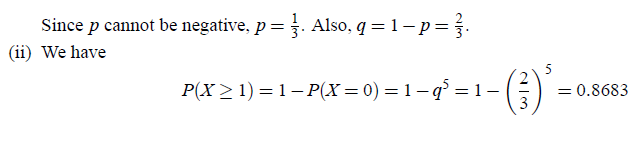 Since p cannot be negative, p = 1/3. Also, q = 1 − p = 2/3.
(ii) We have
P(X ≥ 1) = 1 − P(X = 0) = 1 − q⁵ = 1 − (2/3)⁵ = 0.8683